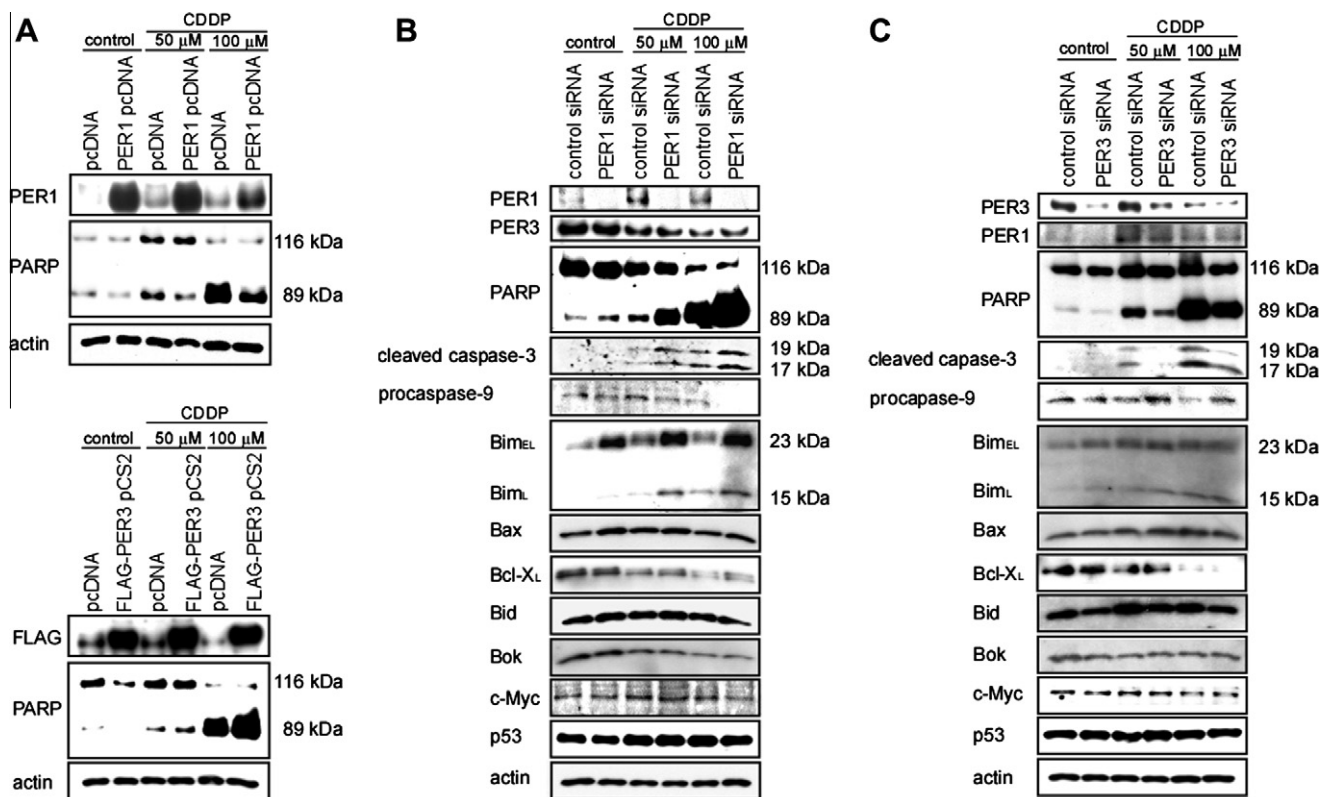 A
CDDP
control 50 μM 100 μM
pcDNA
PER1 pcDNA
pcDNA
PER1 pcDNA
pcDNA
PER1 pcDNA
PER1
116 kDa
PARP
89 kDa
actin
CDDP
control 50 μM 100 μM
pcDNA
FLAG-PER3 pCS2
pcDNA
FLAG-PER3 pCS2
pcDNA
FLAG-PER3 pCS2
FLAG
116 kDa
PARP
89 kDa
actin
B
CDDP
control 50 μM 100 μM
control siRNA
PER1 siRNA
control siRNA
PER1 siRNA
control siRNA
PER1 siRNA
PER1
PER3
116 kDa
PARP
89 kDa
cleaved caspase-3 19 kDa
17 kDa
procaspase-9
BimEL 23 kDa
BimL 15 kDa
Bax
Bcl-XL
Bid
Bok
c-Myc
p53
actin
C
CDDP
control 50 μM 100 μM
control siRNA
PER3 siRNA
control siRNA
PER3 siRNA
control siRNA
PER3 siRNA
PER3
PER1
116 kDa
PARP
89 kDa
cleaved capase-3 19 kDa
17 kDa
procapase-9
BimEL 23 kDa
BimL 15 kDa
Bax
Bcl-XL
Bid
Bok
c-Myc
p53
actin